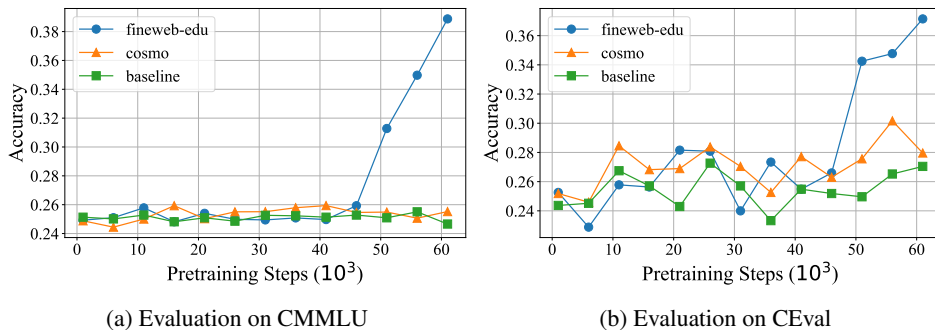 0.38
0.36
0.34
0.32
0.30
0.28
0.26
0.24
Accuracy
fineweb-edu
cosmo
baseline
0 10 20 30 40 50 60
Pretraining Steps (10³)
(a) Evaluation on CMMLU
0.36
0.34
0.32
0.30
0.28
0.26
0.24
Accuracy
fineweb-edu
cosmo
baseline
0 10 20 30 40 50 60
Pretraining Steps (10³)
(b) Evaluation on CEval